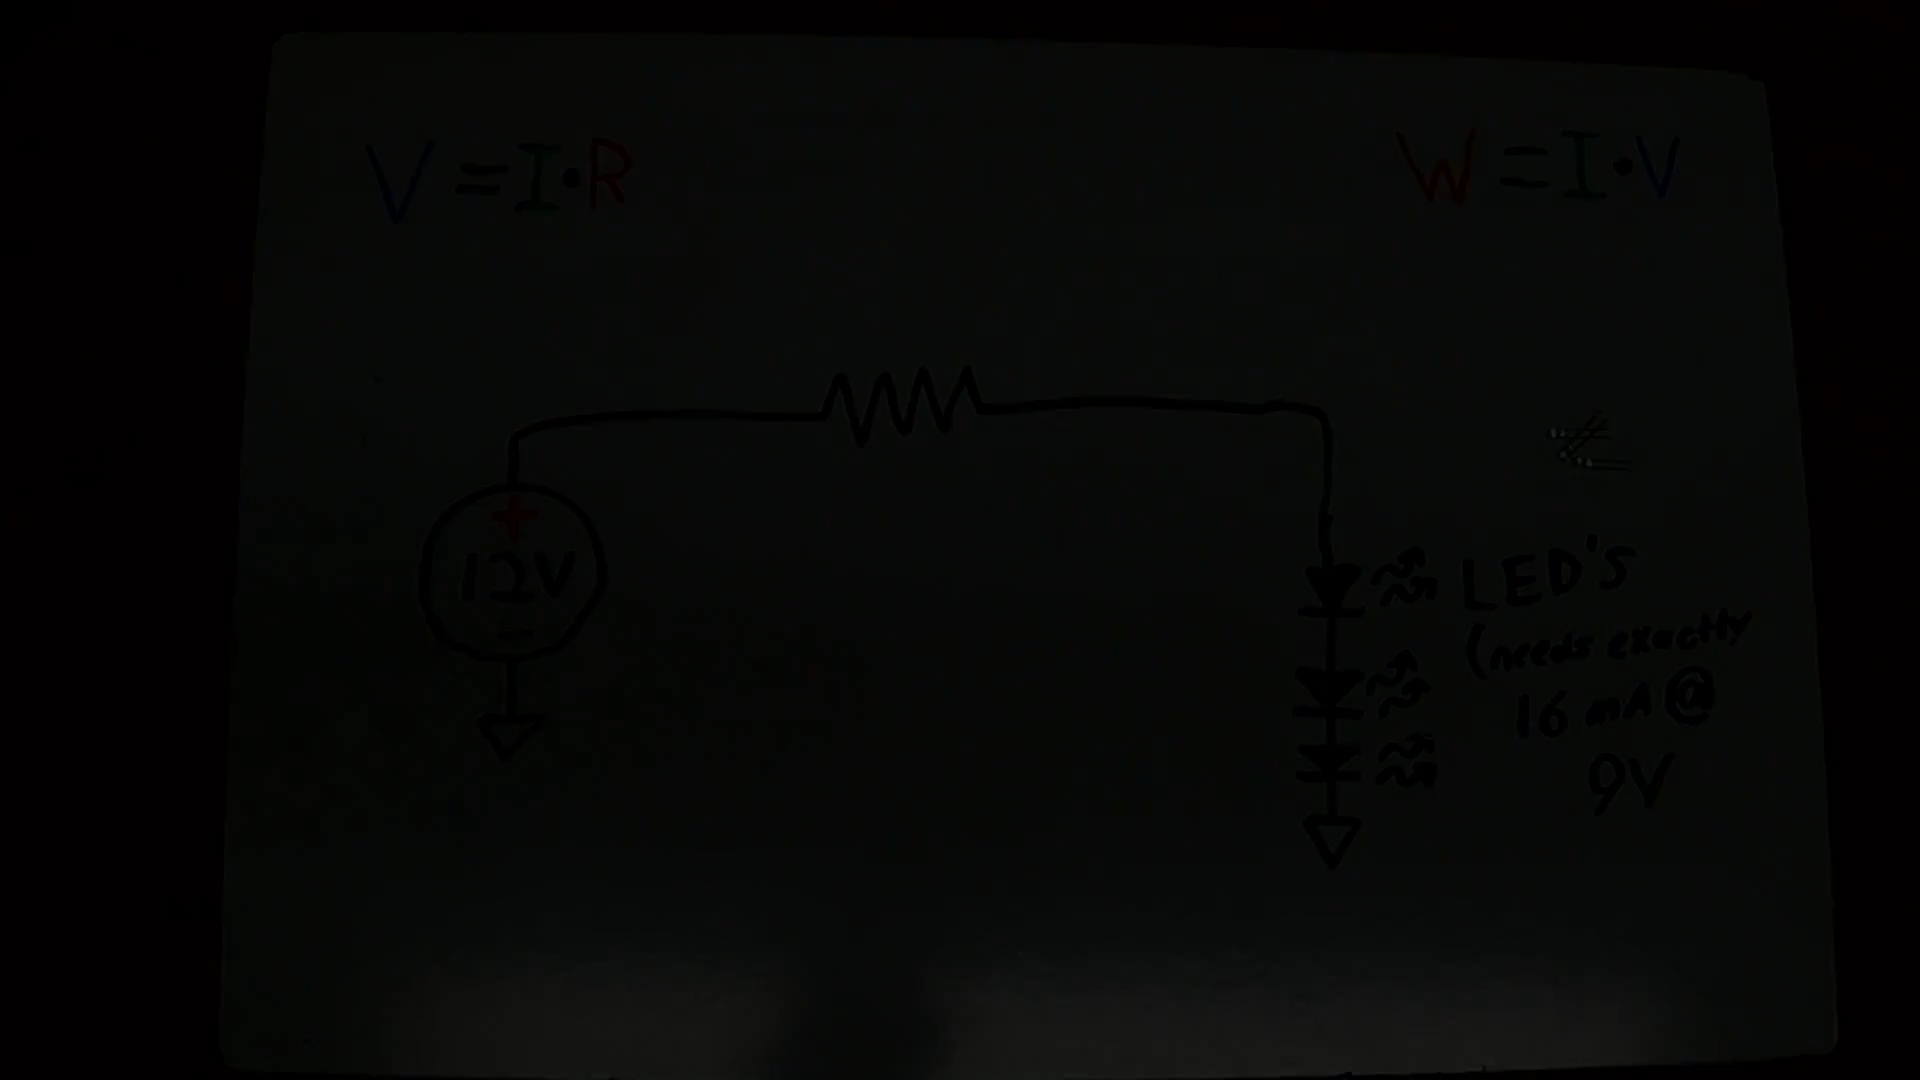 V = I · R
W = I · V
+
12V
LED'S
(needs exactly
16 mA @
9V